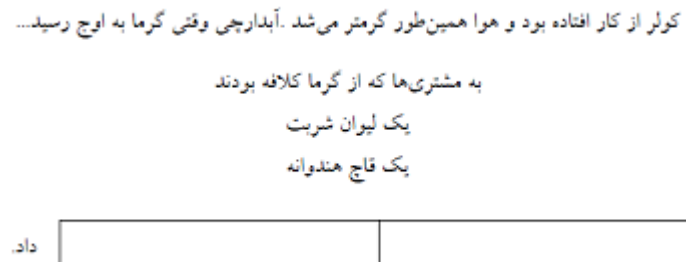 کولر از کار افتاده بود و هوا همین‌طور گرمتر می‌شد .آبدارچی وقتی گرما به اوج رسید...
به مشتری‌ها که از گرما کلافه بودند
یک لیوان شربت
یک قاچ هندوانه
داد.